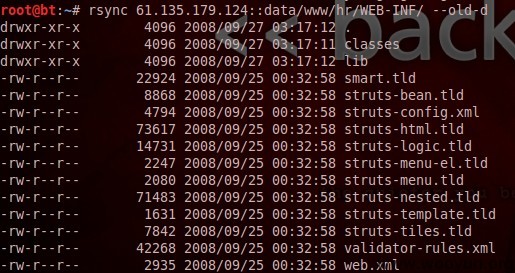 root@bt:~# rsync 61.135.179.124::data/www/hr/WEB-INF/ --old-d
drwxr-xr-x 4096 2008/09/27 03:17:12 .
drwxr-xr-x 4096 2008/09/27 03:17:11 classes
drwxr-xr-x 4096 2008/09/27 03:17:12 lib
-rw-r--r-- 22924 2008/09/25 00:32:58 smart.tld
-rw-r--r-- 8868 2008/09/25 00:32:58 struts-bean.tld
-rw-r--r-- 4794 2008/09/25 00:32:58 struts-config.xml
-rw-r--r-- 73617 2008/09/25 00:32:58 struts-html.tld
-rw-r--r-- 14731 2008/09/25 00:32:58 struts-logic.tld
-rw-r--r-- 2247 2008/09/25 00:32:58 struts-menu-el.tld
-rw-r--r-- 2080 2008/09/25 00:32:58 struts-menu.tld
-rw-r--r-- 71483 2008/09/25 00:32:58 struts-nested.tld
-rw-r--r-- 1631 2008/09/25 00:32:58 struts-template.tld
-rw-r--r-- 7842 2008/09/25 00:32:58 struts-tiles.tld
-rw-r--r-- 42268 2008/09/25 00:32:58 validator-rules.xml
-rw-r--r-- 2935 2008/09/25 00:32:58 web.xml
<< back